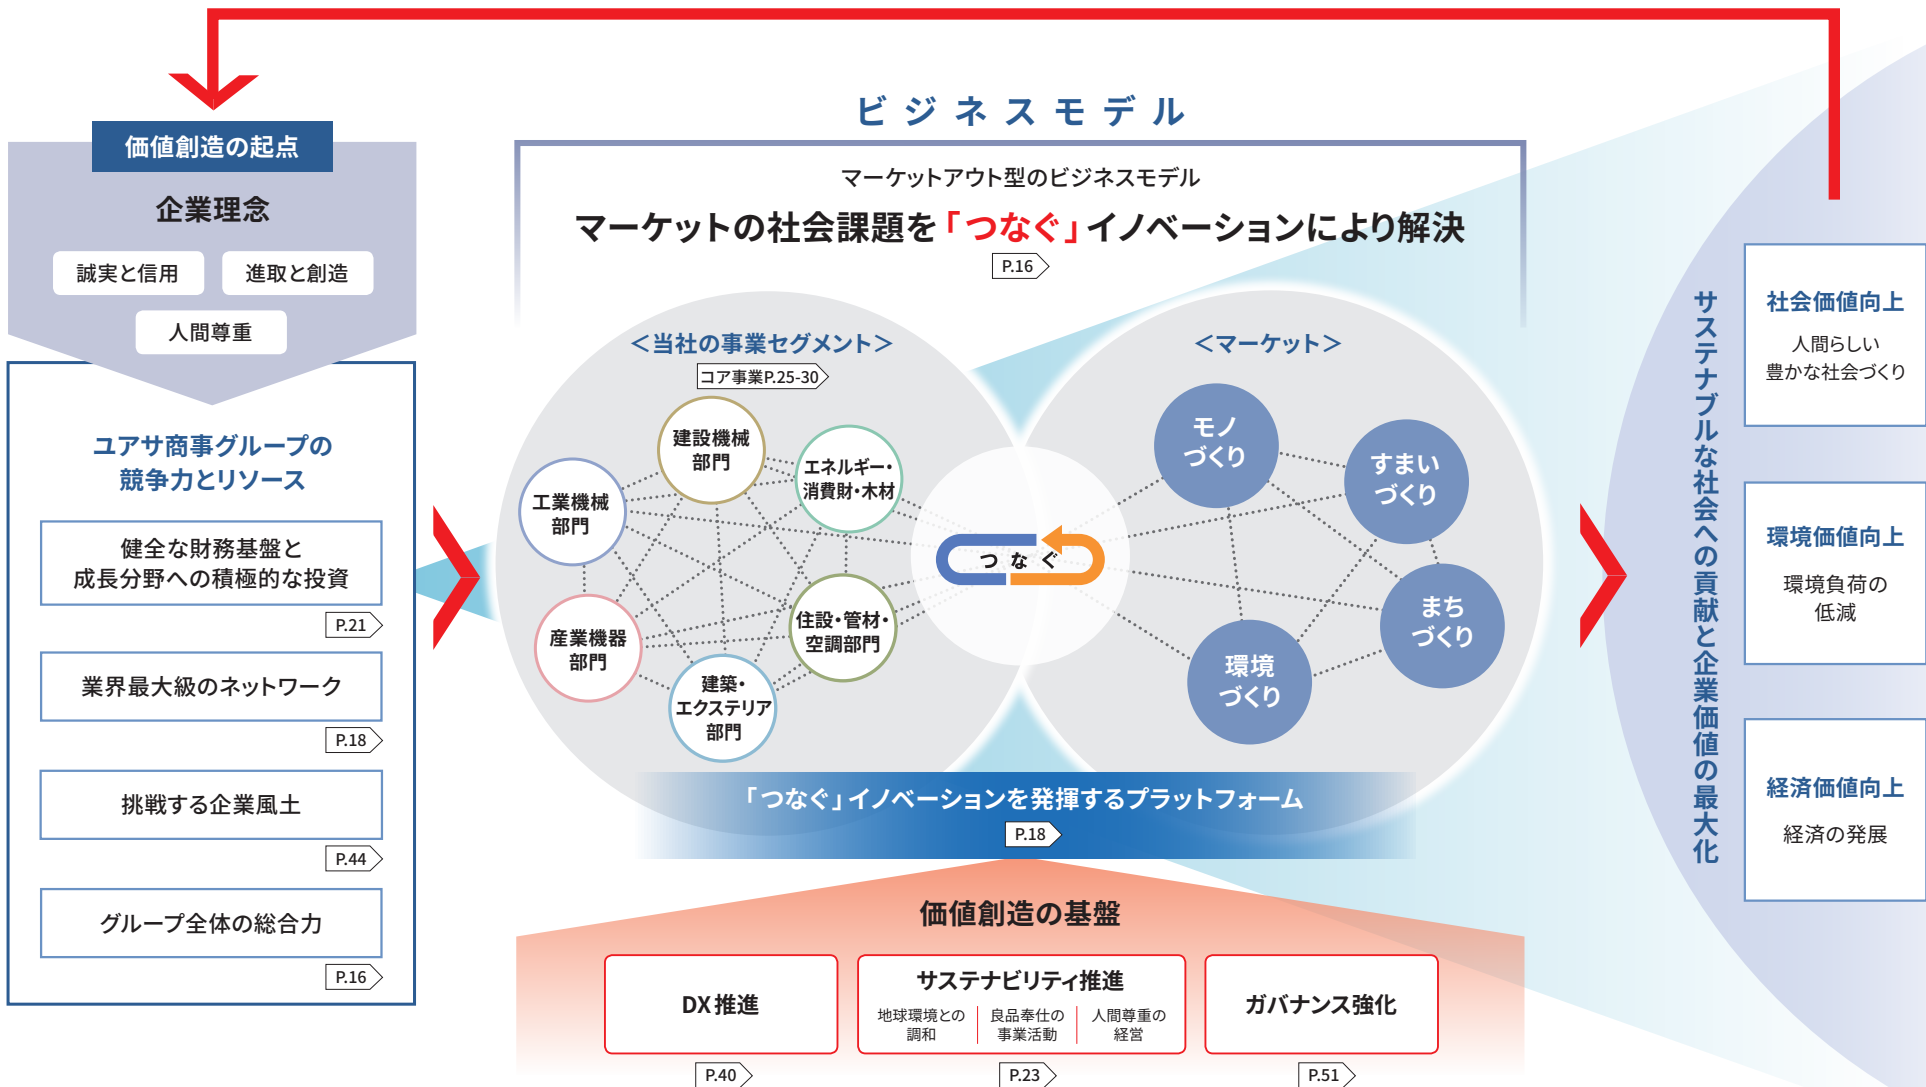 価値創造の起点
企業理念
誠実と信用
進取と創造
人間尊重
ユアサ商事グループの
競争力とリソース
健全な財務基盤と
成長分野への積極的な投資
P.21
業界最大級のネットワーク
P.18
挑戦する企業風土
P.44
グループ全体の総合力
P.16
ビジネスモデル
マーケットアウト型のビジネスモデル
マーケットの社会課題を「つなぐ」イノベーションにより解決
P.16
＜当社の事業セグメント＞
コア事業P.25-30
建設機械
部門
エネルギー・
消費財・木材
工業機械
部門
産業機器
部門
住設・管材・
空調部門
建築・
エクステリア
部門
つなぐ
＜マーケット＞
モノ
づくり
すまい
づくり
まち
づくり
環境
づくり
「つなぐ」イノベーションを発揮するプラットフォーム
P.18
価値創造の基盤
DX推進
P.40
サステナビリティ推進
地球環境との
調和
良品奉仕の
事業活動
人間尊重の
経営
P.23
ガバナンス強化
P.51
サステナブルな社会への貢献と企業価値の最大化
社会価値向上
人間らしい
豊かな社会づくり
環境価値向上
環境負荷の
低減
経済価値向上
経済の発展